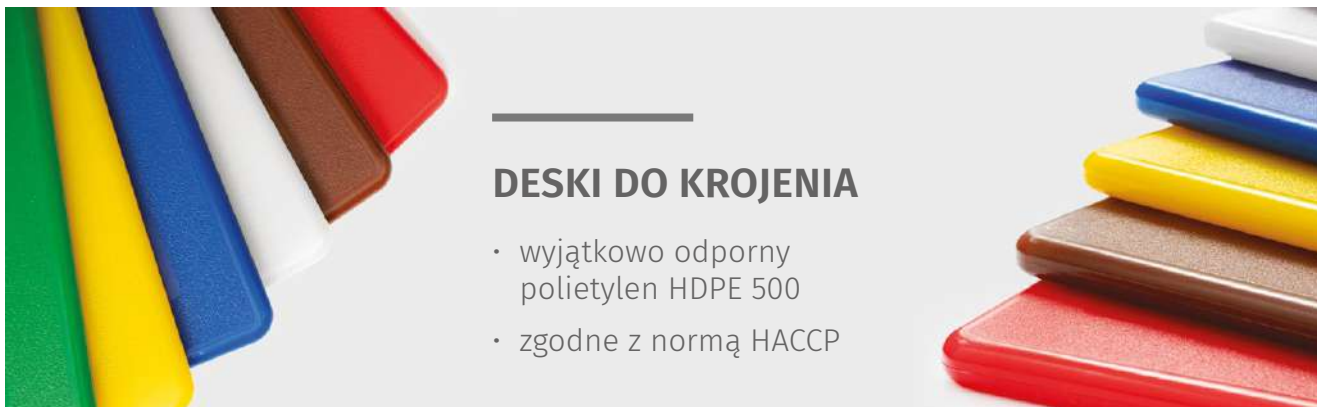 DESKI DO KROJENIA
· wyjątkowo odporny
polietylen HDPE 500
· zgodne z normą HACCP